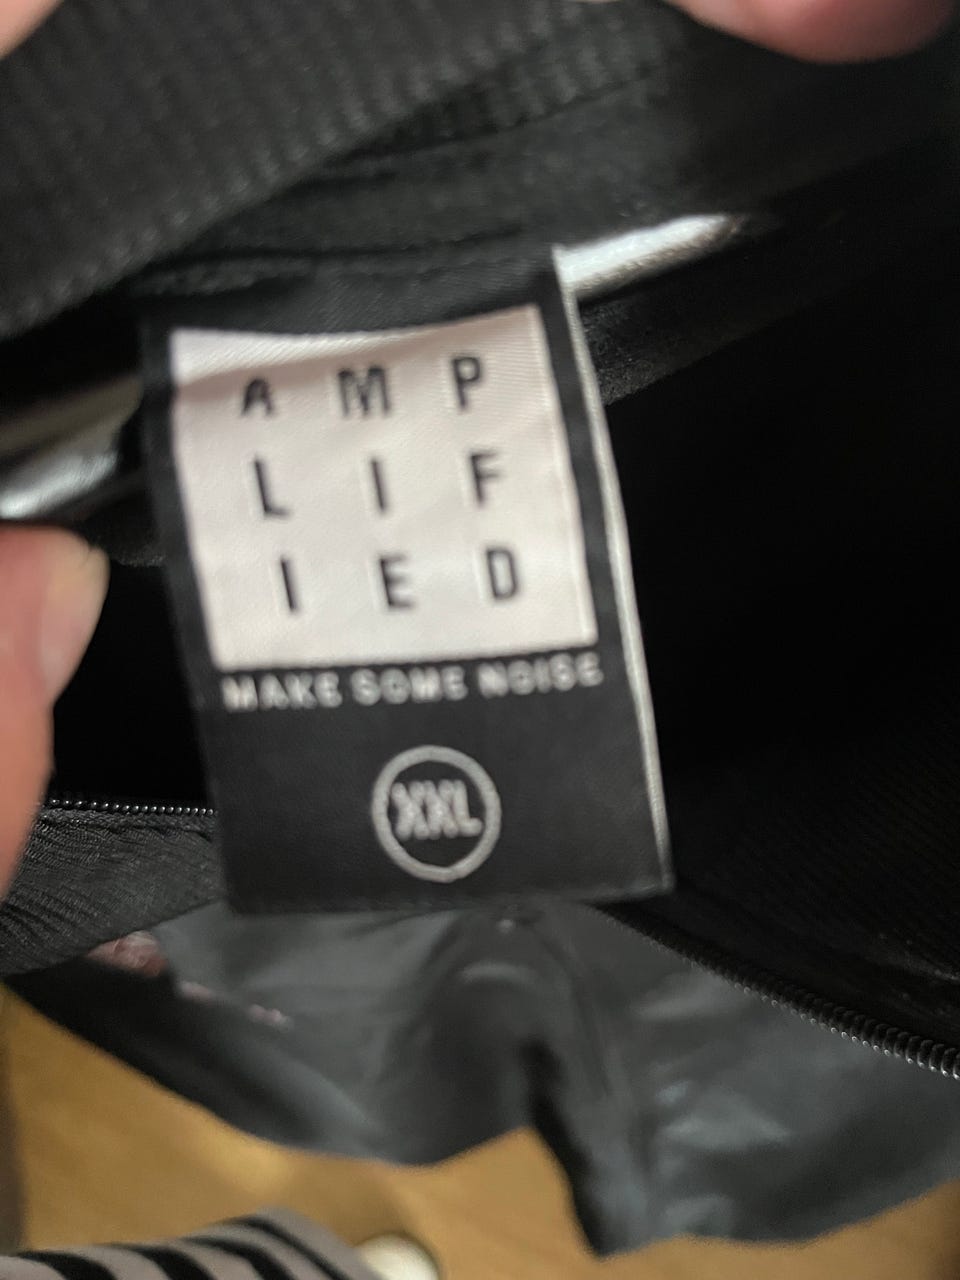 A M P
L I F
I E D
MAKE SOME NOISE
XXL